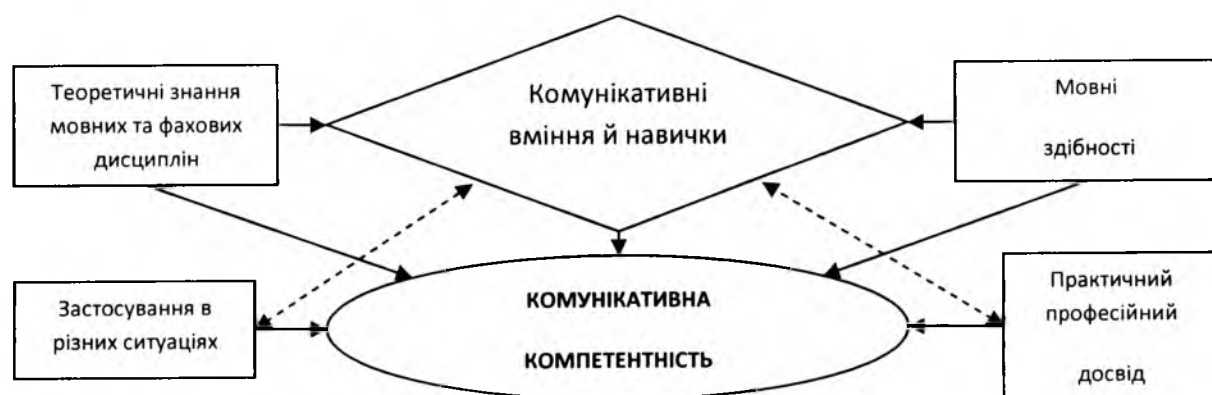 Теоретичні знання
мовних та фахових
дисциплін
Комунікативні
вміння й навички
Мовні
здібності
Застосування в
різних ситуаціях
КОМУНІКАТИВНА
КОМПЕТЕНТНІСТЬ
Практичний
професійний
досвід